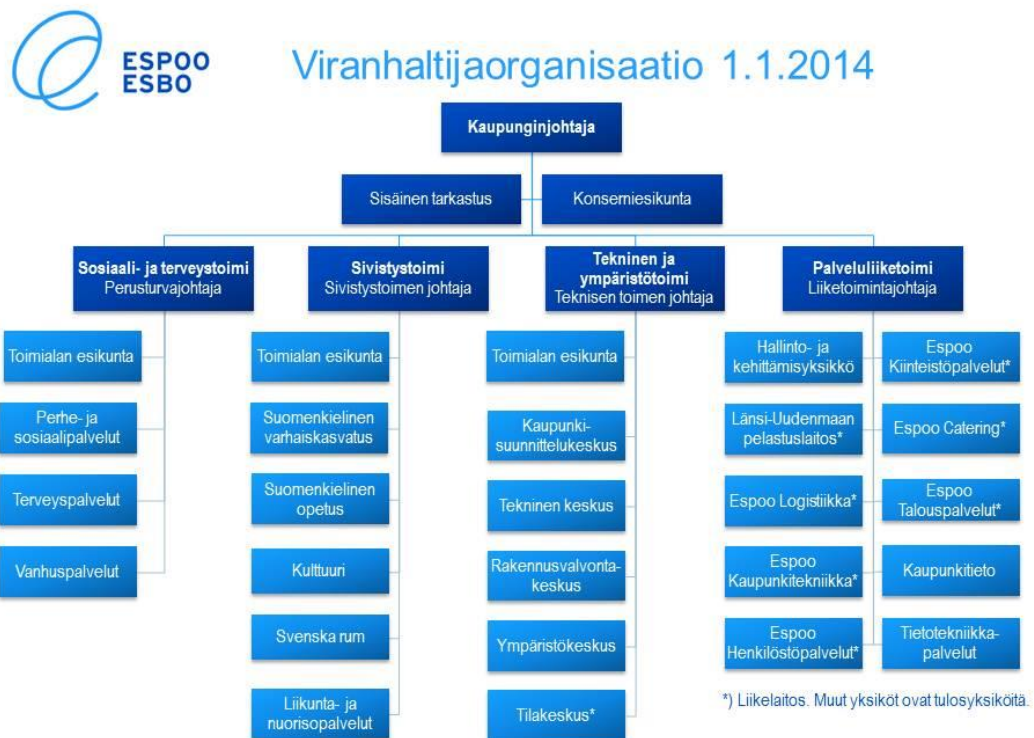 ESPOO
ESBO
Viranhaltijaorganisaatio 1.1.2014
Kaupunginjohtaja
Sisäinen tarkastus
Konserniesikunta
Sosiaali- ja terveystoimi
Perusturvajohtaja
Sivistystoimi
Sivistystoimen johtaja
Tekninen ja
ympäristötoimi
Teknisen toimen johtaja
Palveluliiketoimi
Liiketoimintajohtaja
Toimialan esikunta
Perhe- ja
sosiaalipalvelut
Terveyspalvelut
Vanhuspalvelut
Toimialan esikunta
Suomenkielinen
varhaiskasvatus
Suomenkielinen
opetus
Kulttuuri
Svenska rum
Liikunta- ja
nuorisopalvelut
Toimialan esikunta
Kaupunki-
suunnittelukeskus
Tekninen keskus
Rakennusvalvonta-
keskus
Ympäristökeskus
Tilakeskus*
Hallinto- ja
kehittämisyksikkö
Länsi-Uudenmaan
pelastuslaitos*
Espoo Logistiikka*
Espoo
Kaupunkitekniikka*
Espoo
Henkilöstöpalvelut*
Espoo
Kiinteistöpalvelut*
Espoo Catering*
Espoo
Talouspalvelut*
Kaupunkitieto
Tietotekniikka-
palvelut
*) Liikelaitos. Muut yksiköt ovat tulosyksiköitä.